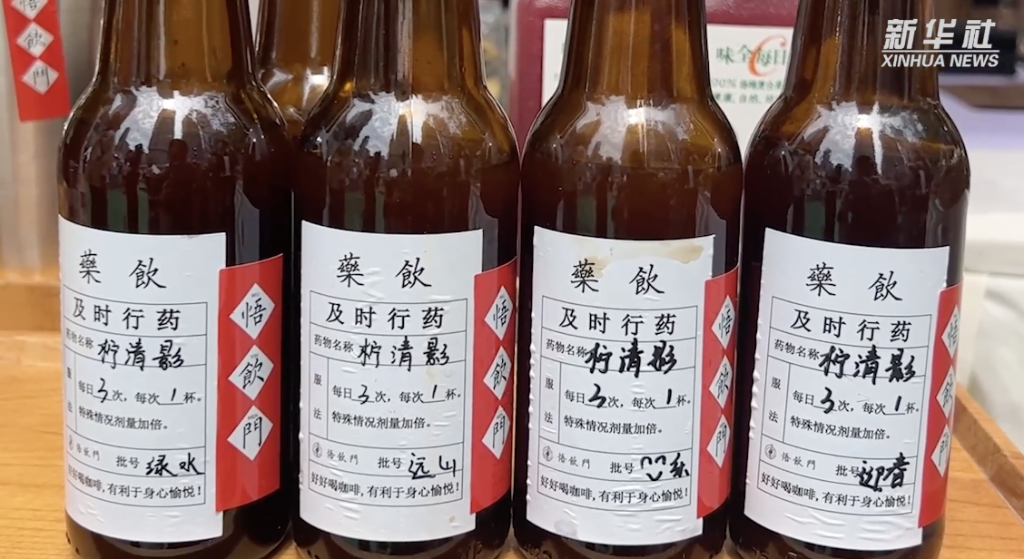 新华社
XINHUA NEWS
悟
飲
門
味全每日C
100%
藥飲
及时行药
药物名称 柠清影
服法
每日3次，每次1杯。
特殊情况剂量加倍。
悟飲門 批号 绿水
好好喝咖啡，有利于身心愉悦！
悟
飲
門
藥飲
及时行药
药物名称 柠清影
服法
每日3次，每次1杯。
特殊情况剂量加倍。
悟飲門 批号 远山
好好喝咖啡，有利于身心愉悦！
悟
飲
門
藥飲
及时行药
药物名称 柠清影
服法
每日3次，每次1杯。
特殊情况剂量加倍。
悟飲門 批号
好好喝咖啡，有利于身心愉悦！
悟
飲
門
藥飲
及时行药
药物名称 柠清影
服法
每日3次，每次1杯。
特殊情况剂量加倍。
悟飲門 批号 迎春
好好喝咖啡，有利于身心愉悦！
悟
飲
門